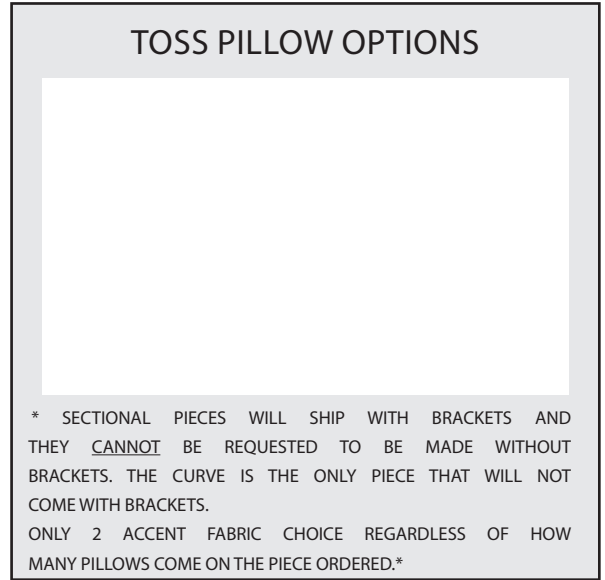 TOSS PILLOW OPTIONS
* SECTIONAL PIECES WILL SHIP WITH BRACKETS AND
THEY CANNOT BE REQUESTED TO BE MADE WITHOUT
BRACKETS. THE CURVE IS THE ONLY PIECE THAT WILL NOT
COME WITH BRACKETS.
ONLY 2 ACCENT FABRIC CHOICE REGARDLESS OF HOW
MANY PILLOWS COME ON THE PIECE ORDERED.*